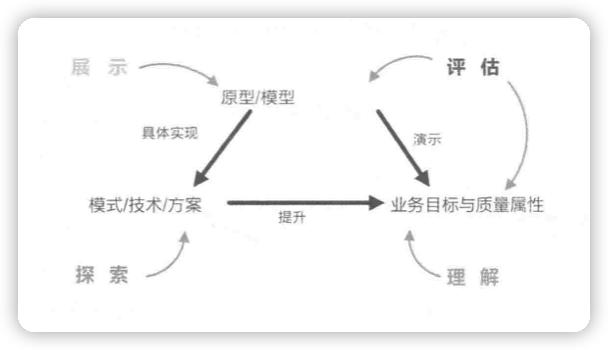 展 示
评 估
原型/模型
具体实现
演示
模式/技术/方案
提升
业务目标与质量属性
探 索
理 解